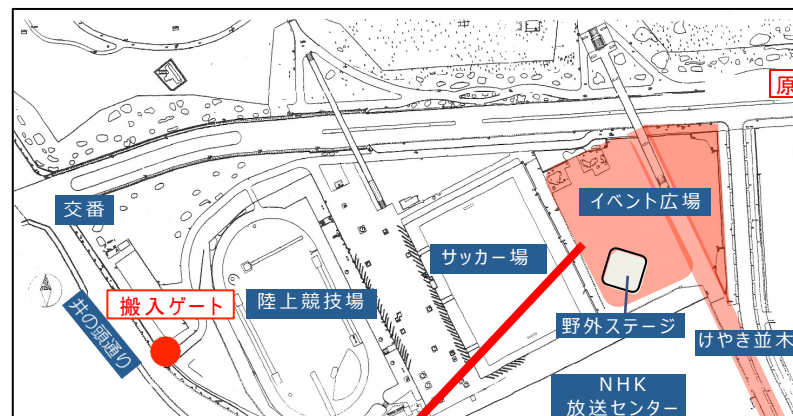 原
交番
イベント広場
サッカー場
搬入ゲート
陸上競技場
井の頭通り
野外ステージ
けやき並木
NHK
放送センター